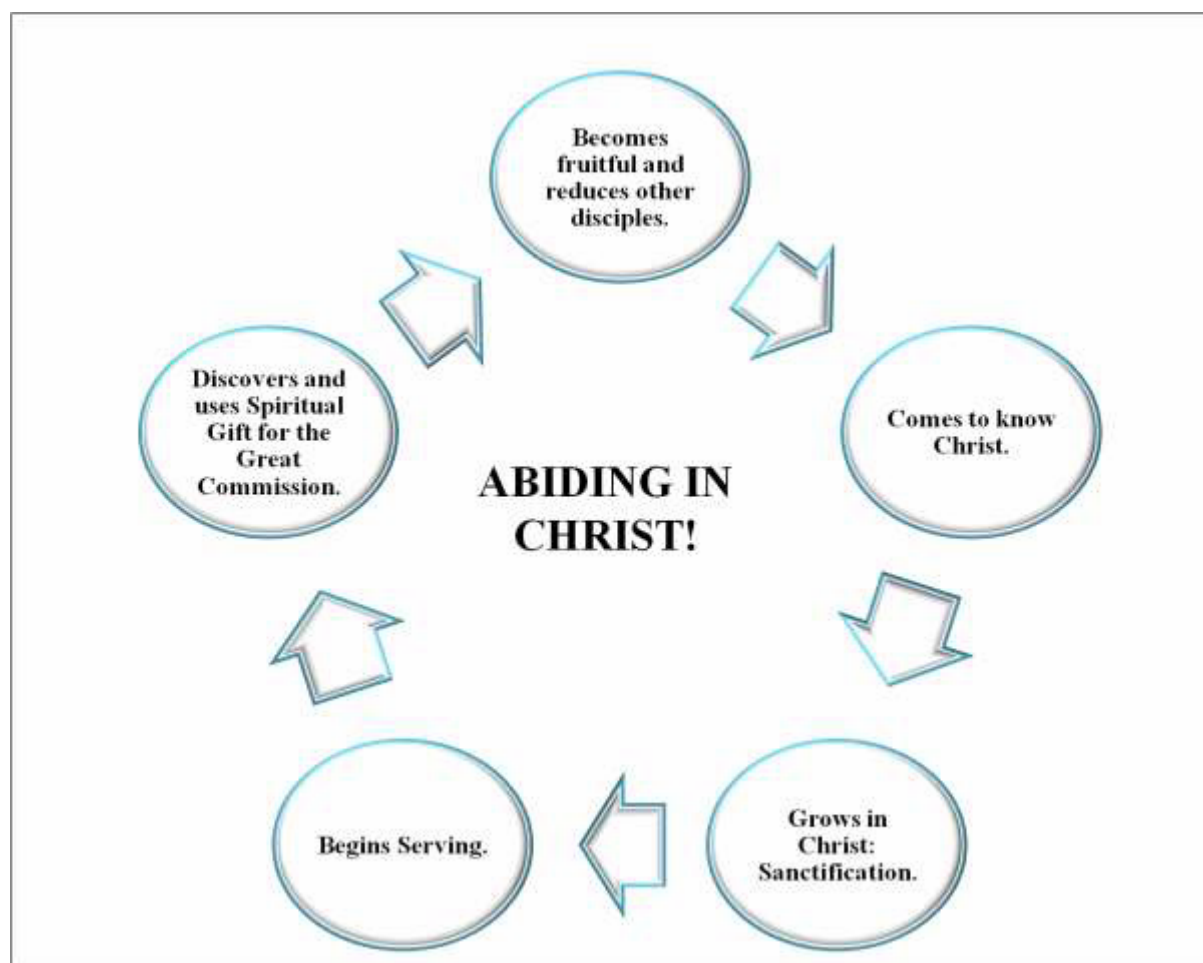 Becomes
fruitful and
reduces other
disciples.
Discovers and
uses Spiritual
Gift for the
Great
Commission.
Comes to know
Christ.
ABIDING IN
CHRIST!
Begins Serving.
Grows in
Christ:
Sanctification.